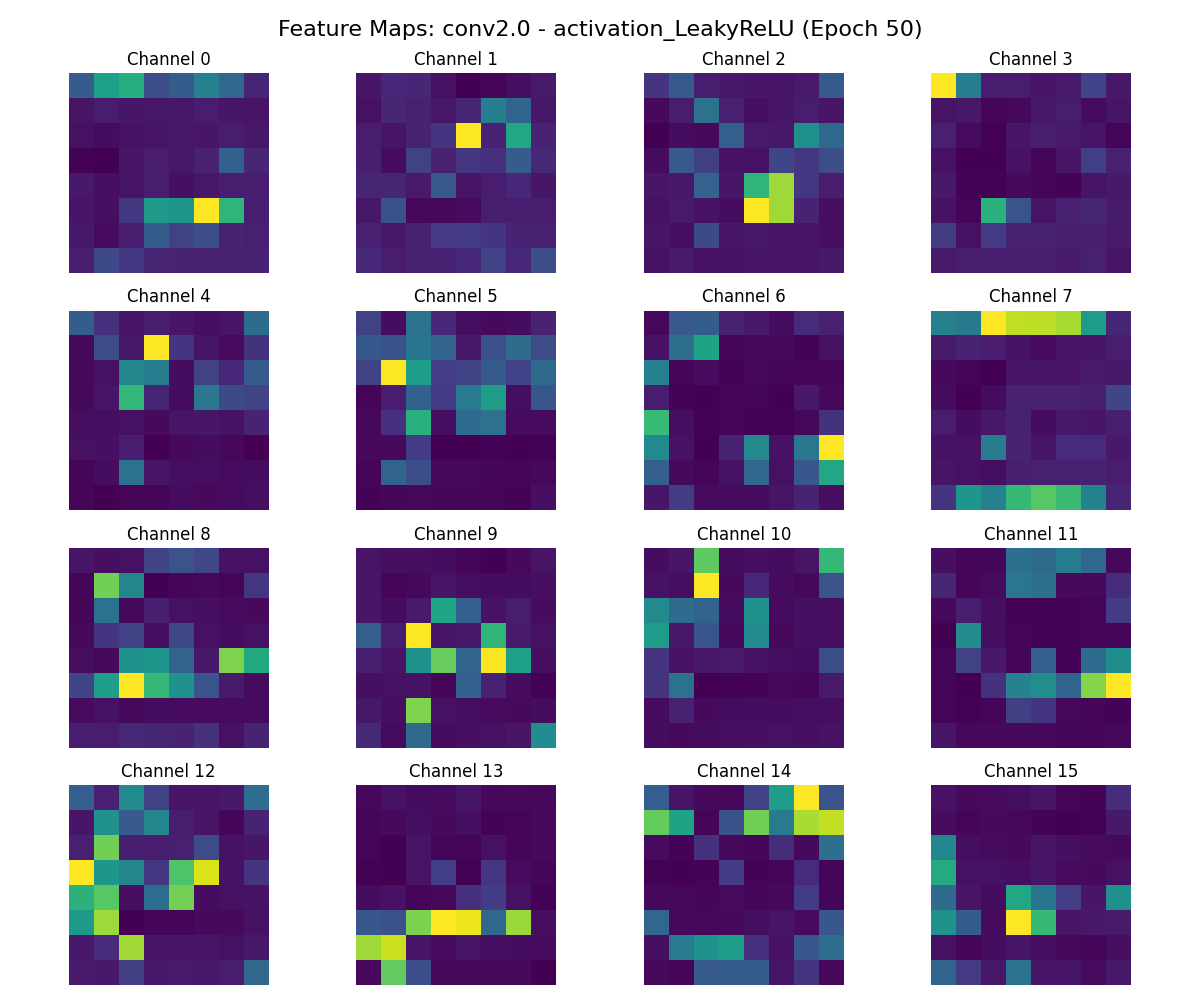 Feature Maps: conv2.0 - activation_LeakyReLU (Epoch 50)
Channel 0
Channel 1
Channel 2
Channel 3
Channel 4
Channel 5
Channel 6
Channel 7
Channel 8
Channel 9
Channel 10
Channel 11
Channel 12
Channel 13
Channel 14
Channel 15